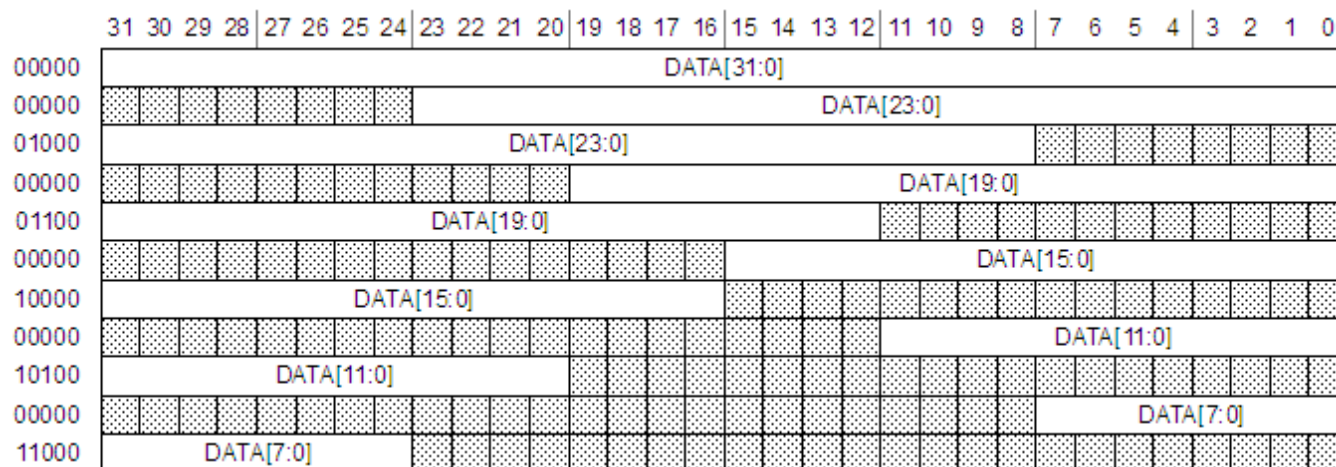 31 30 29 28 27 26 25 24 23 22 21 20 19 18 17 16 15 14 13 12 11 10 9 8 7 6 5 4 3 2 1 0
00000 DATA[31:0]
00000 DATA[23:0]
01000 DATA[23:0]
00000 DATA[19:0]
01100 DATA[19:0]
00000 DATA[15:0]
10000 DATA[15:0]
00000 DATA[11:0]
10100 DATA[11:0]
00000 DATA[7:0]
11000 DATA[7:0]